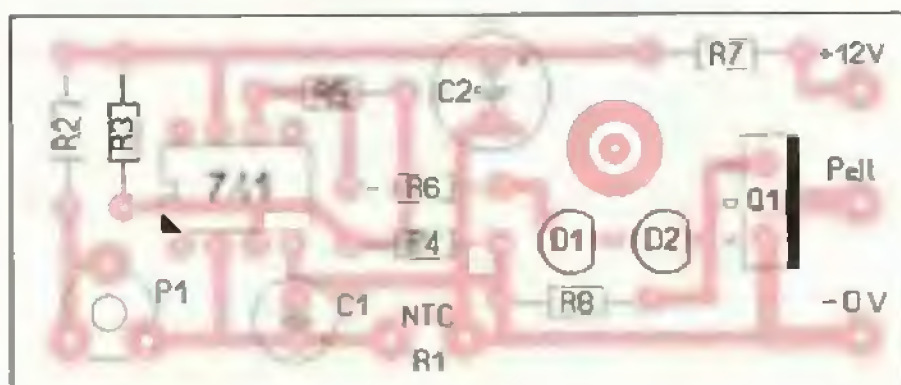 R7
+12V
C2
R2
R3
R5
741
R6
Pelt
Q1
D1
D2
R4
P1
C1
NTC
R8
-0V
R1